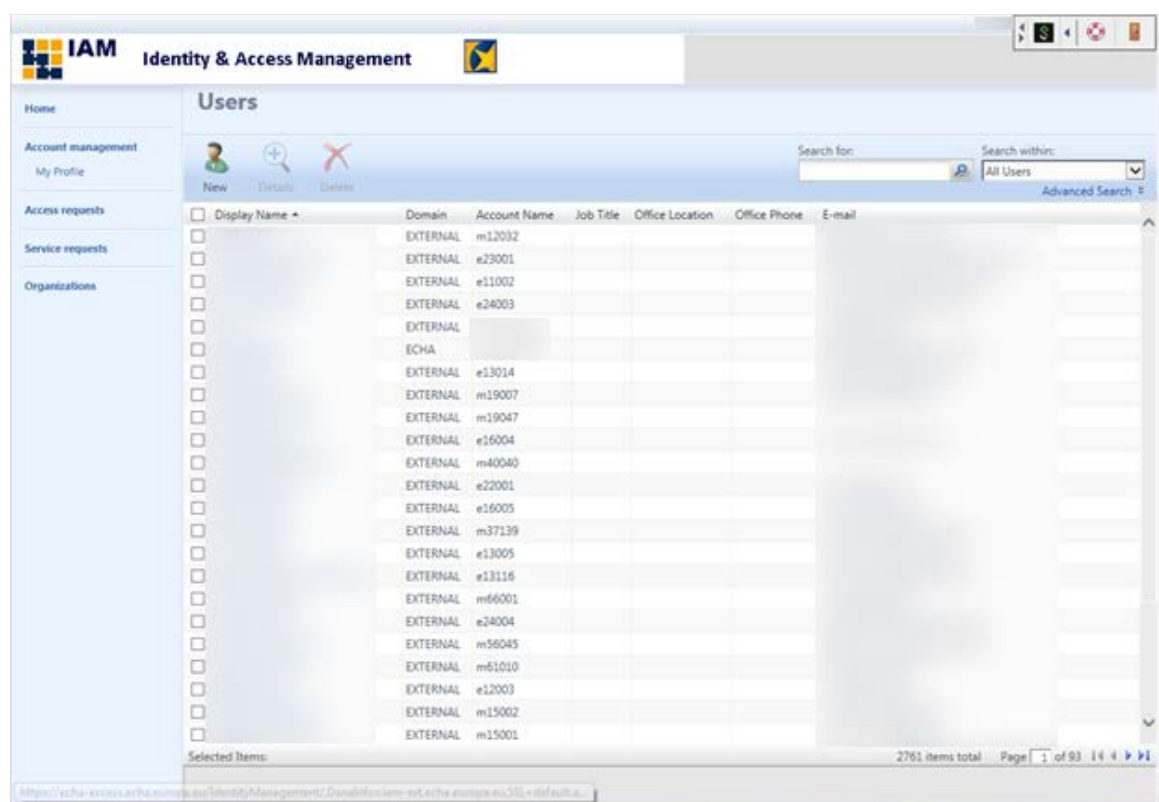 IAM Identity & Access Management
Users
Home
Account management
My Profile
Access requests
Service requests
Organizations
New Details Delete
Search for: Search within:
All Users
Advanced Search
Display Name Domain Account Name Job Title Office Location Office Phone E-mail
EXTERNAL m12032
EXTERNAL e23001
EXTERNAL e11002
EXTERNAL e24003
EXTERNAL
ECHA
EXTERNAL e13014
EXTERNAL m19007
EXTERNAL m19047
EXTERNAL e16004
EXTERNAL m40040
EXTERNAL e22001
EXTERNAL e16005
EXTERNAL m37139
EXTERNAL e13005
EXTERNAL e13116
EXTERNAL m66001
EXTERNAL e24004
EXTERNAL m56045
EXTERNAL m61010
EXTERNAL e12003
EXTERNAL m15002
EXTERNAL m15001
Selected Items: 2761 items total Page 1 of 93